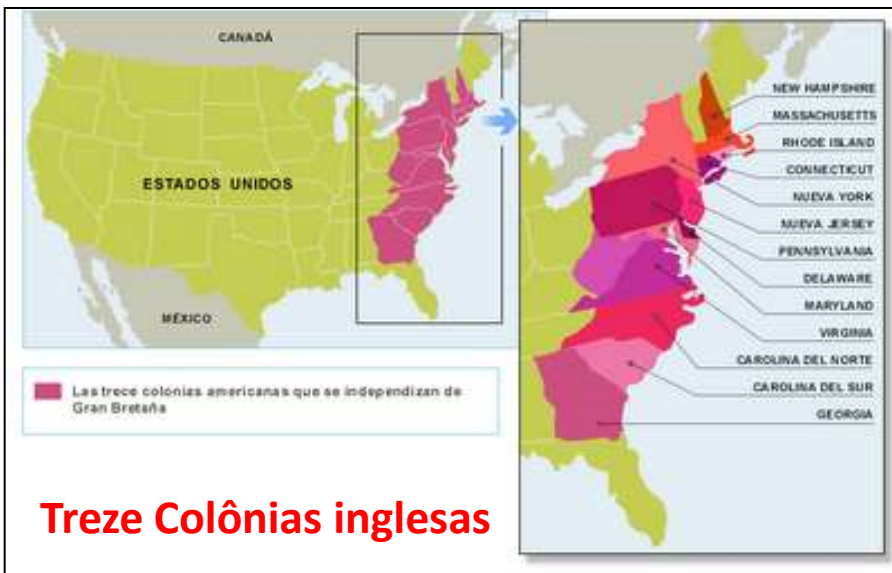 CANADÁ
ESTADOS UNIDOS
MÉXICO
Las trece colonias americanas que se independizan de
Gran Bretaña
Treze Colônias inglesas
NEW HAMPSHIRE
MASSACHUSETTS
RHODE ISLAND
CONNECTICUT
NUEVA YORK
NUEVA JERSEY
PENNSYLVANIA
DELAWARE
MARYLAND
VIRGINIA
CAROLINA DEL NORTE
CAROLINA DEL SUR
GEORGIA